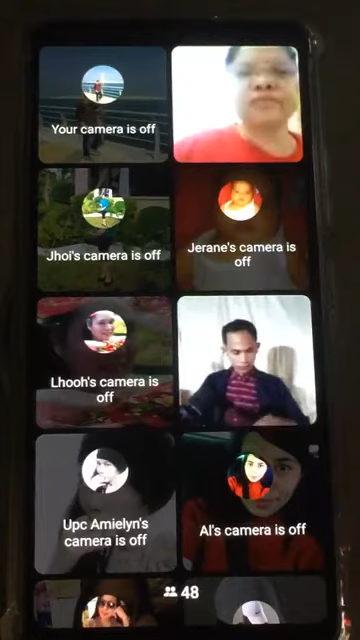 Your camera is off
Jhoi's camera is off
Jerane's camera is
off
Lhooh's camera is
off
Upc Amielyn's
camera is off
Al's camera is off
48